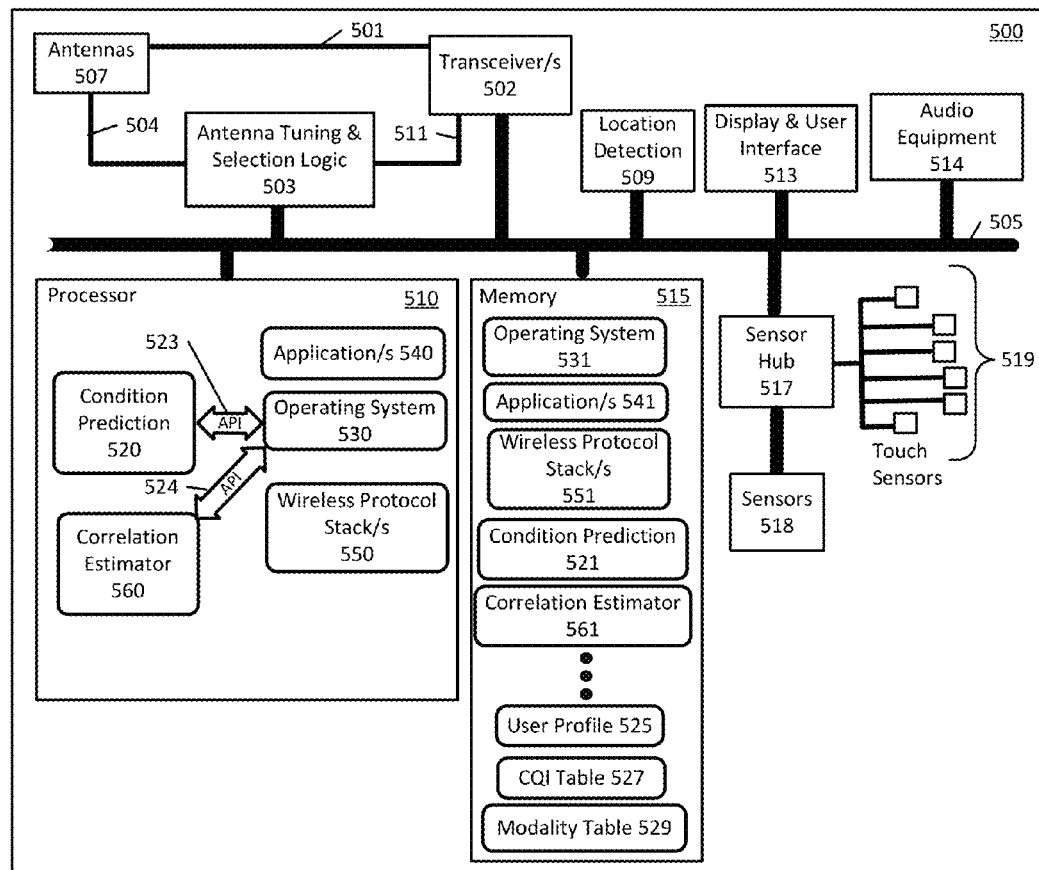 500
501
Antennas
507
Transceiver/s
502
504
Antenna Tuning &
Selection Logic
503
511
Location
Detection
509
Display & User
Interface
513
Audio
Equipment
514
505
Processor
510
523
Application/s 540
Condition
Prediction
520
API
Operating System
530
524
API
Correlation
Estimator
560
Wireless Protocol
Stack/s
550
Memory
515
Operating System
531
Application/s 541
Wireless Protocol
Stack/s
551
Condition Prediction
521
Correlation Estimator
561
User Profile 525
CQI Table 527
Modality Table 529
Sensor
Hub
517
519
Touch
Sensors
Sensors
518